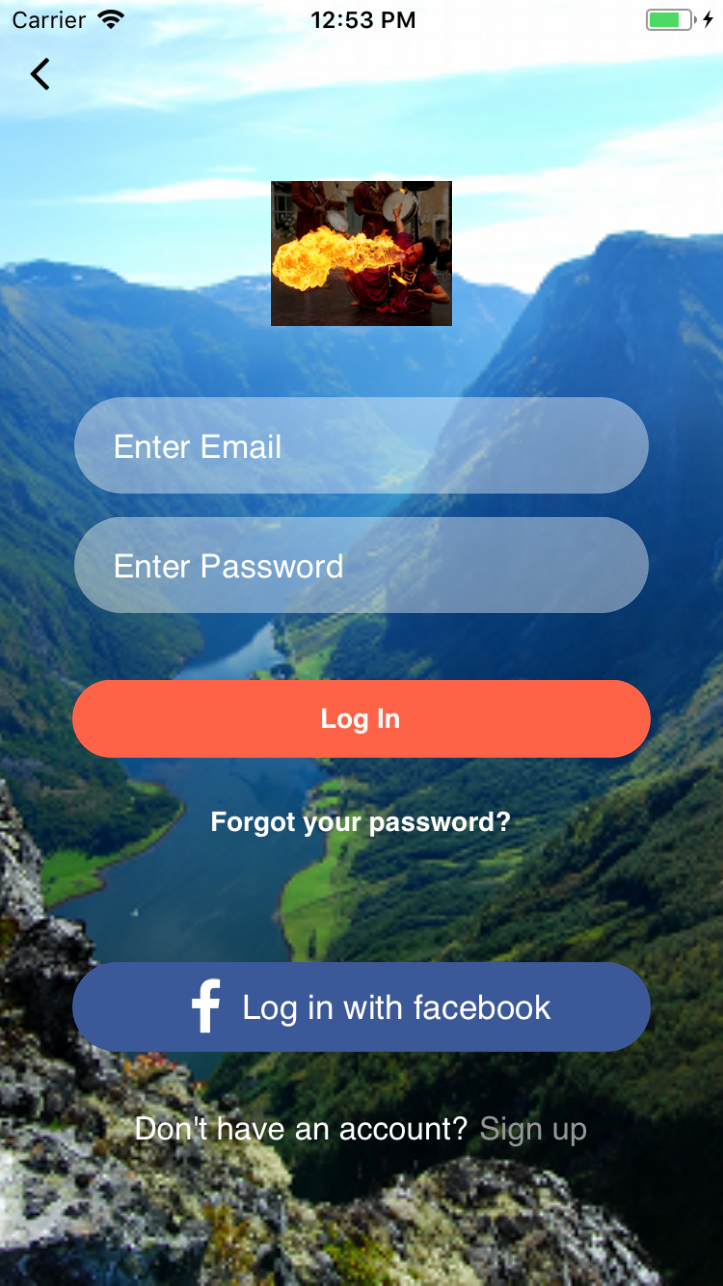 Carrier 12:53 PM
Enter Email
Enter Password
Log In
Forgot your password?
f Log in with facebook
Don't have an account? Sign up